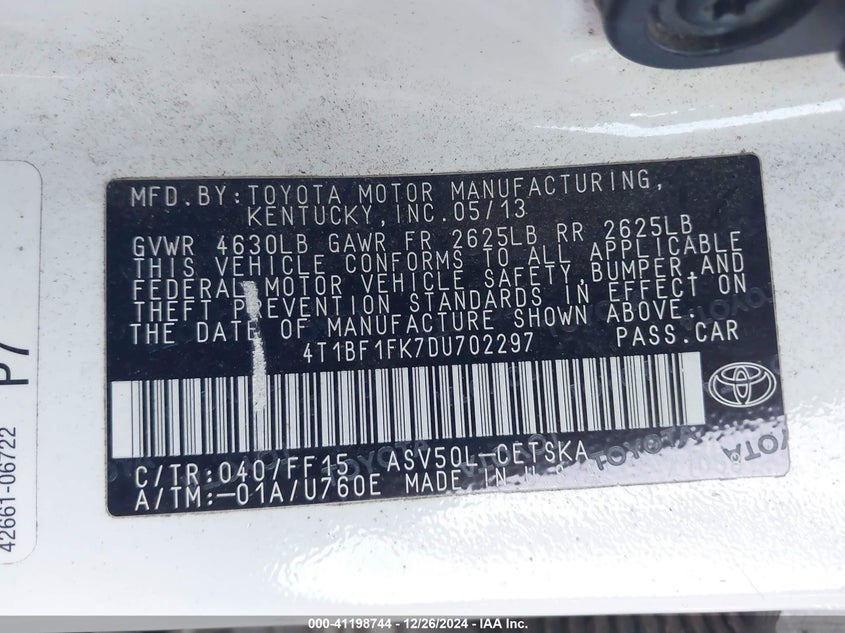 MFD.BY:TOYOTA MOTOR MANUFACTURING,
KENTUCKY,INC.05/13
GVWR 4630LB GAWR FR 2625LB RR 2625LB
THIS VEHICLE CONFORMS TO ALL APPLICABLE
FEDERAL MOTOR VEHICLE SAFETY,BUMPER,AND
THEFT PREVENTION STANDARDS IN EFFECT ON
THE DATE OF MANUFACTURE SHOWN ABOVE.
4T1BF1FK7DU702297 PASS.CAR
C/TR:040/FF15 ASV50L-CETSKA
A/TM:-01A/U760E MADE IN U.S.
TOYOTA
42661-06722
P7
000-41198744 - 12/26/2024 - IAA Inc.